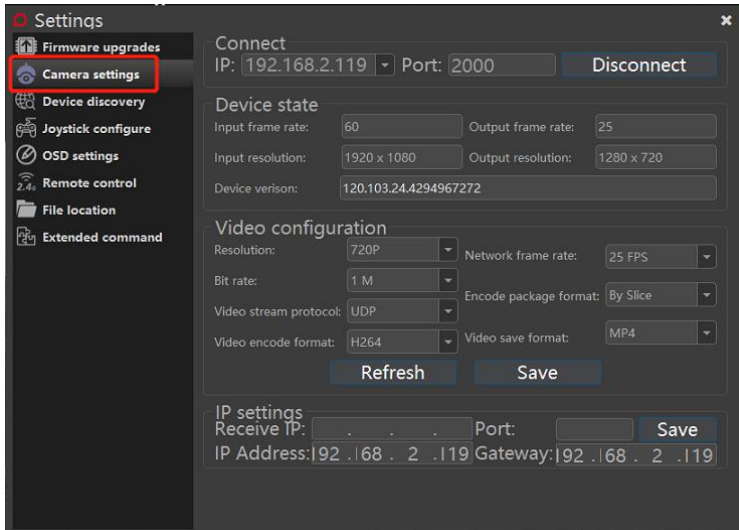 Settings
Firmware upgrades
Camera settings
Device discovery
Joystick configure
OSD settings
2.4G Remote control
File location
Extended command
Connect
IP: 192.168.2.119 Port: 2000 Disconnect
Device state
Input frame rate: 60 Output frame rate: 25
Input resolution: 1920 x 1080 Output resolution: 1280 x 720
Device verison: 120.103.24.4294967272
Video configuration
Resolution: 720P Network frame rate: 25 FPS
Bit rate: 1 M Encode package format: By Slice
Video stream protocol: UDP
Video encode format: H264 Video save format: MP4
Refresh Save
IP settings
Receive IP: . . . Port: Save
IP Address: 192 .168 . 2 .119 Gateway: 192 .168 . 2 .119